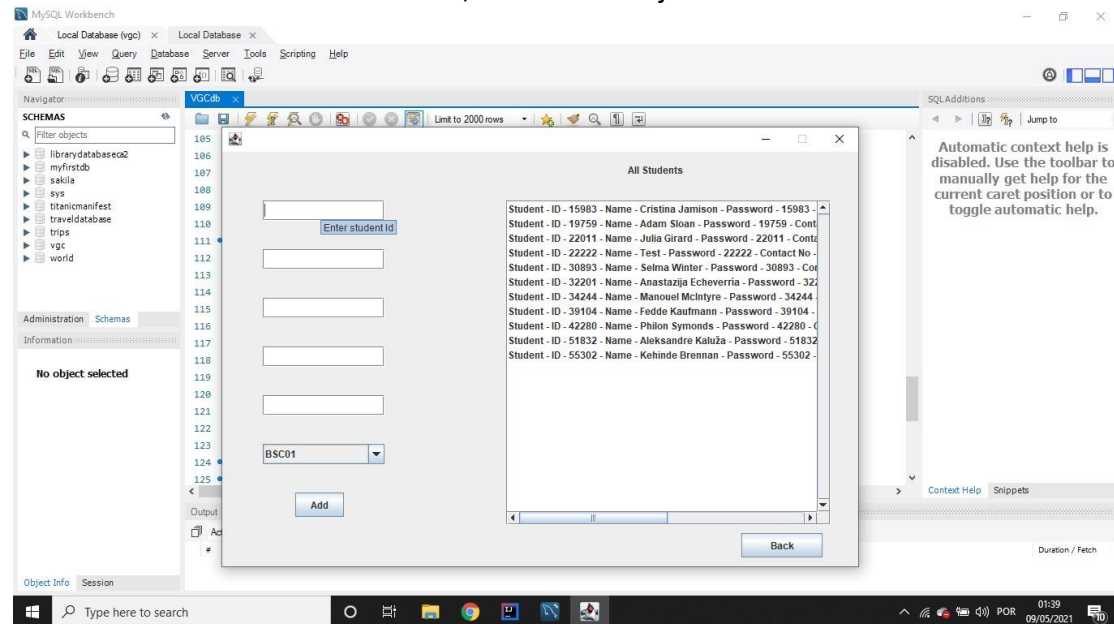 MySQL Workbench
Local Database (vgc) × Local Database ×
File Edit View Query Database Server Tools Scripting Help
Navigator
VGCdb ×
SQLAdditions
SCHEMAS
Limit to 2000 rows
Jump to
Filter objects
librarydatabaseca2
myfirstdb
sakila
sys
titanicmanifest
traveldatabase
trips
vgc
world
Administration Schemas
Information
No object selected
Object Info Session
105
106
107
108
109
110
111
112
113
114
115
116
117
118
119
120
121
122
123
124
125
Output
#
All Students
Enter student Id
BSC01
Add
Student - ID - 15983 - Name - Cristina Jamison - Password - 15983 -
Student - ID - 19759 - Name - Adam Sloan - Password - 19759 - Cont
Student - ID - 22011 - Name - Julia Girard - Password - 22011 - Conta
Student - ID - 22222 - Name - Test - Password - 22222 - Contact No -
Student - ID - 30893 - Name - Selma Winter - Password - 30893 - Con
Student - ID - 32201 - Name - Anastazija Echeverria - Password - 322
Student - ID - 34244 - Name - Manouel McIntyre - Password - 34244 -
Student - ID - 39104 - Name - Fedde Kaufmann - Password - 39104 -
Student - ID - 42280 - Name - Philon Symonds - Password - 42280 - C
Student - ID - 51832 - Name - Aleksandre Kaluža - Password - 51832
Student - ID - 55302 - Name - Kehinde Brennan - Password - 55302 -
Back
Automatic context help is
disabled. Use the toolbar to
manually get help for the
current caret position or to
toggle automatic help.
Context Help Snippets
Duration / Fetch
Type here to search
POR
01:39
09/05/2021